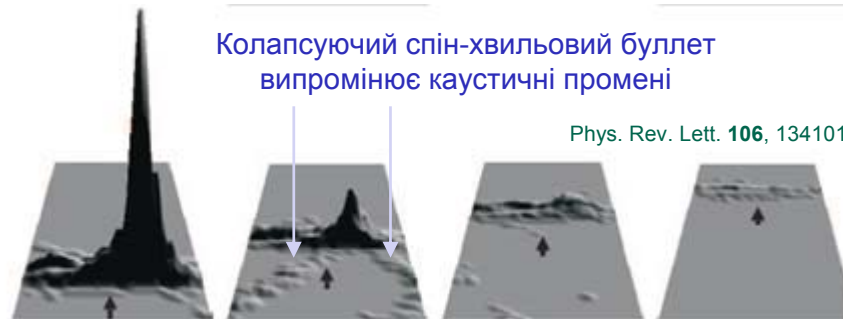 Колапсуючий спін-хвильовий буллет
випромінює каустичні промені
Phys. Rev. Lett. 106, 134101